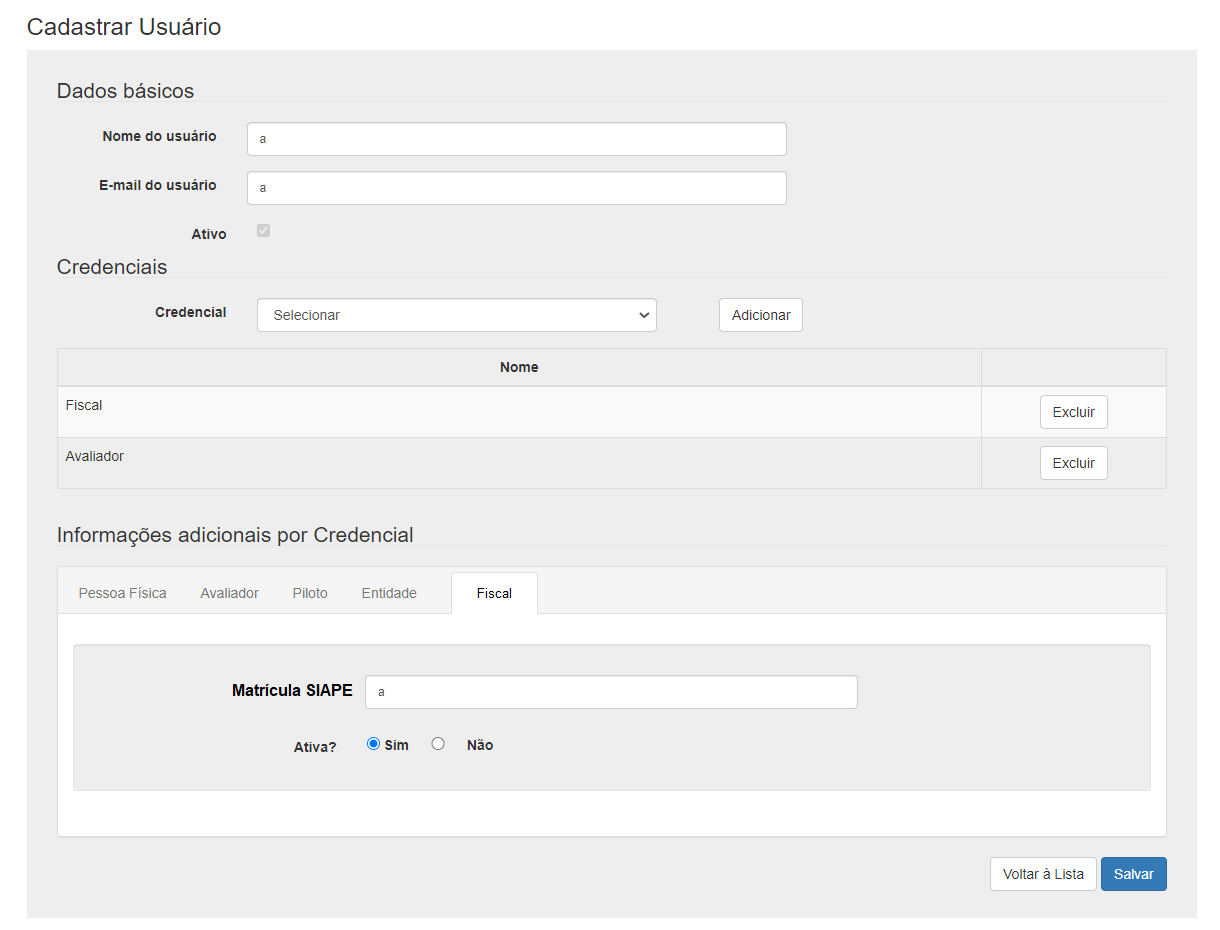 Cadastrar Usuário
Dados básicos
Nome do usuário a
E-mail do usuário a
Ativo
Credenciais
Credencial Selecionar Adicionar
Nome
Fiscal Excluir
Avaliador Excluir
Informações adicionais por Credencial
Pessoa Física Avaliador Piloto Entidade Fiscal
Matrícula SIAPE a
Ativa? Sim Não
Voltar à Lista Salvar